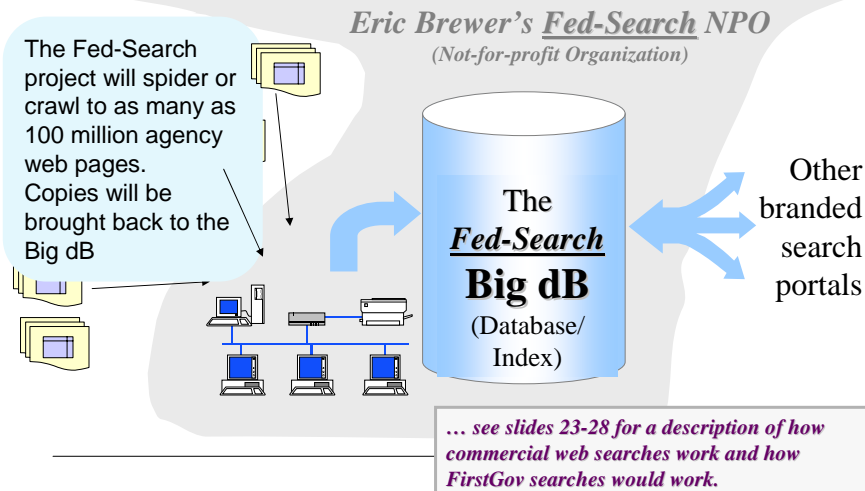 Eric Brewer's Fed-Search NPO
(Not-for-profit Organization)
The Fed-Search
project will spider or
crawl to as many as
100 million agency
web pages.
Copies will be
brought back to the
Big dB
The
Fed-Search
Big dB
(Database/
Index)
Other
branded
search
portals
… see slides 23-28 for a description of how
commercial web searches work and how
FirstGov searches would work.